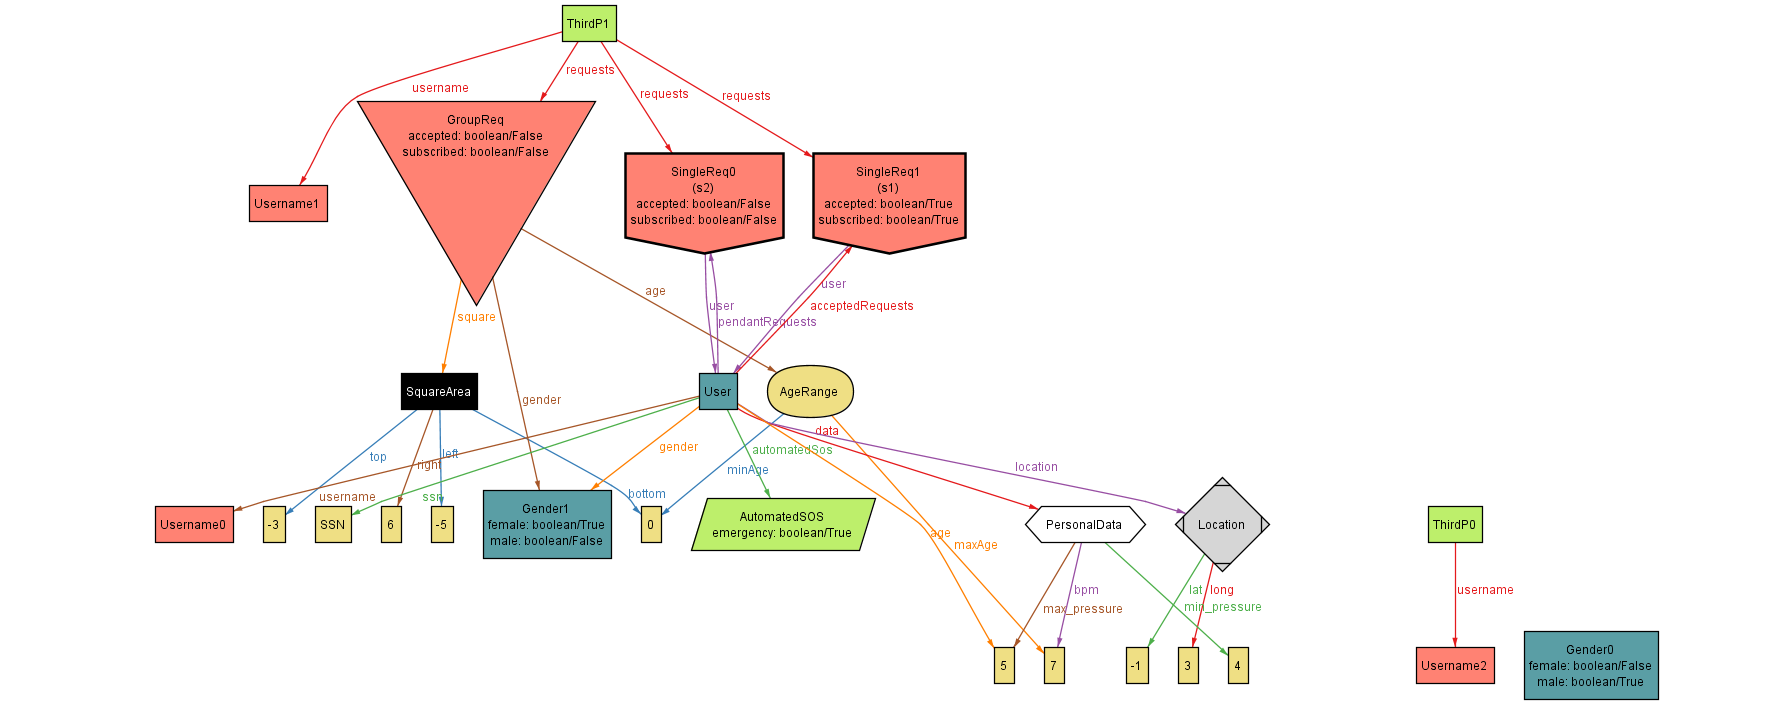 ThirdP1
requests
username
requests
requests
GroupReq
accepted: boolean/False
subscribed: boolean/False
SingleReq0
(s2)
accepted: boolean/False
subscribed: boolean/False
SingleReq1
(s1)
accepted: boolean/True
subscribed: boolean/True
Username1
age
user
user
acceptedRequests
square
pendantRequests
SquareArea
User
AgeRange
gender
data
top
right
left
gender
automatedSos
minAge
location
username
ssn
bottom
Username0
-3
SSN
6
-5
Gender1
female: boolean/True
male: boolean/False
0
AutomatedSOS
emergency: boolean/True
PersonalData
Location
ThirdP0
age
maxAge
bpm
lat
long
username
max_pressure
min_pressure
5
7
-1
3
4
Username2
Gender0
female: boolean/False
male: boolean/True